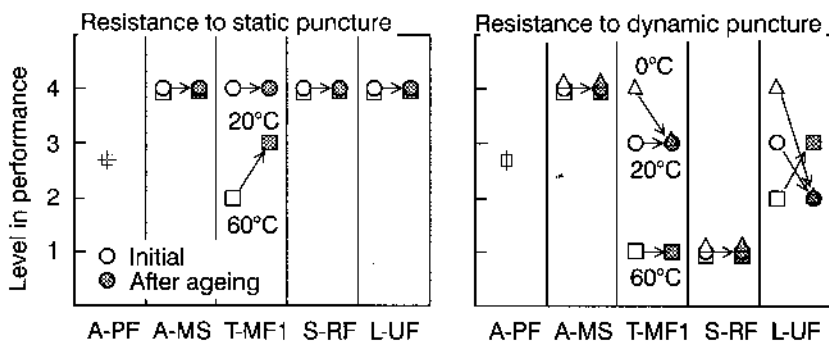 Resistance to static puncture
Level in performance
4
3
2
1
20°C
60°C
Initial
After ageing
A-PF A-MS T-MF1 S-RF L-UF
Resistance to dynamic puncture
0°C
20°C
60°C
A-PF A-MS T-MF1 S-RF L-UF